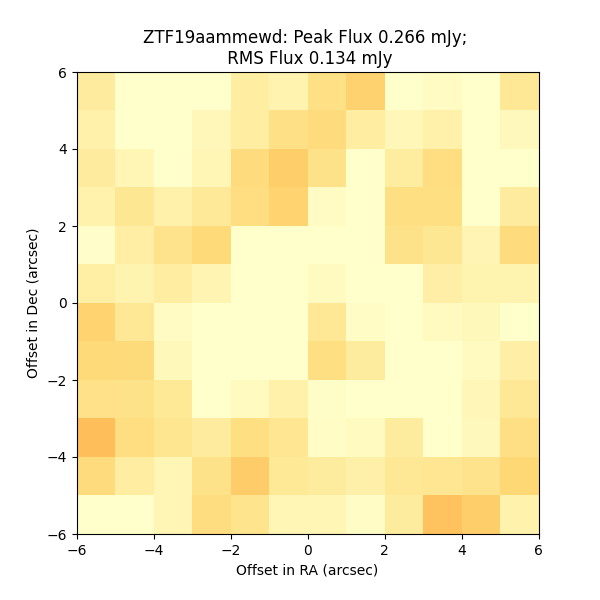 ZTF19aammewd: Peak Flux 0.266 mJy;
RMS Flux 0.134 mJy
6
4
2
0
−2
−4
−6
Offset in Dec (arcsec)
−6 −4 −2 0 2 4 6
Offset in RA (arcsec)